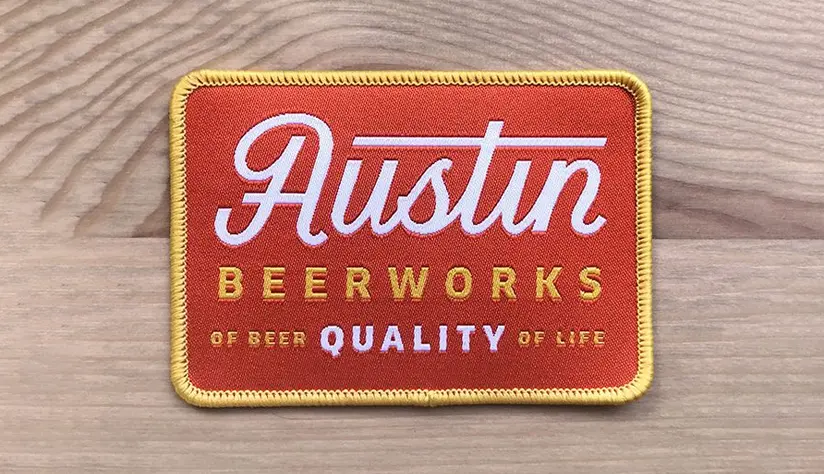 Austin
BEERWORKS
OF BEER QUALITY OF LIFE